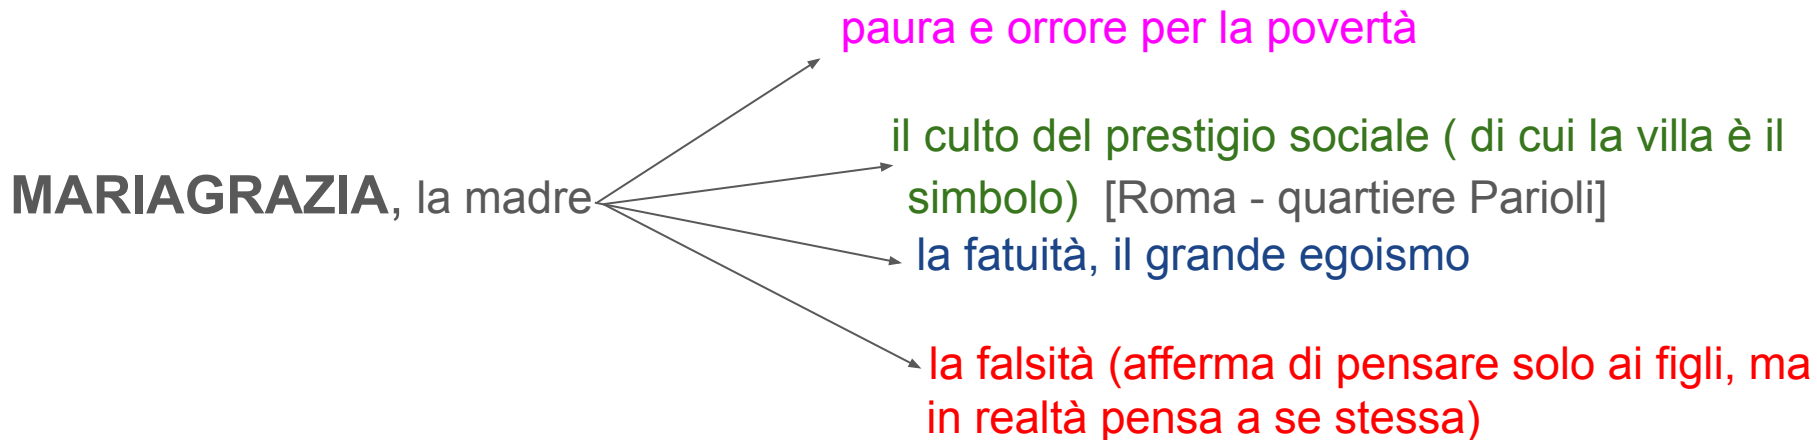 paura e orrore per la povertà
il culto del prestigio sociale ( di cui la villa è il
MARIAGRAZIA, la madre
simbolo) [Roma - quartiere Parioli]
la fatuità, il grande egoismo
la falsità (afferma di pensare solo ai figli, ma
in realtà pensa a se stessa)